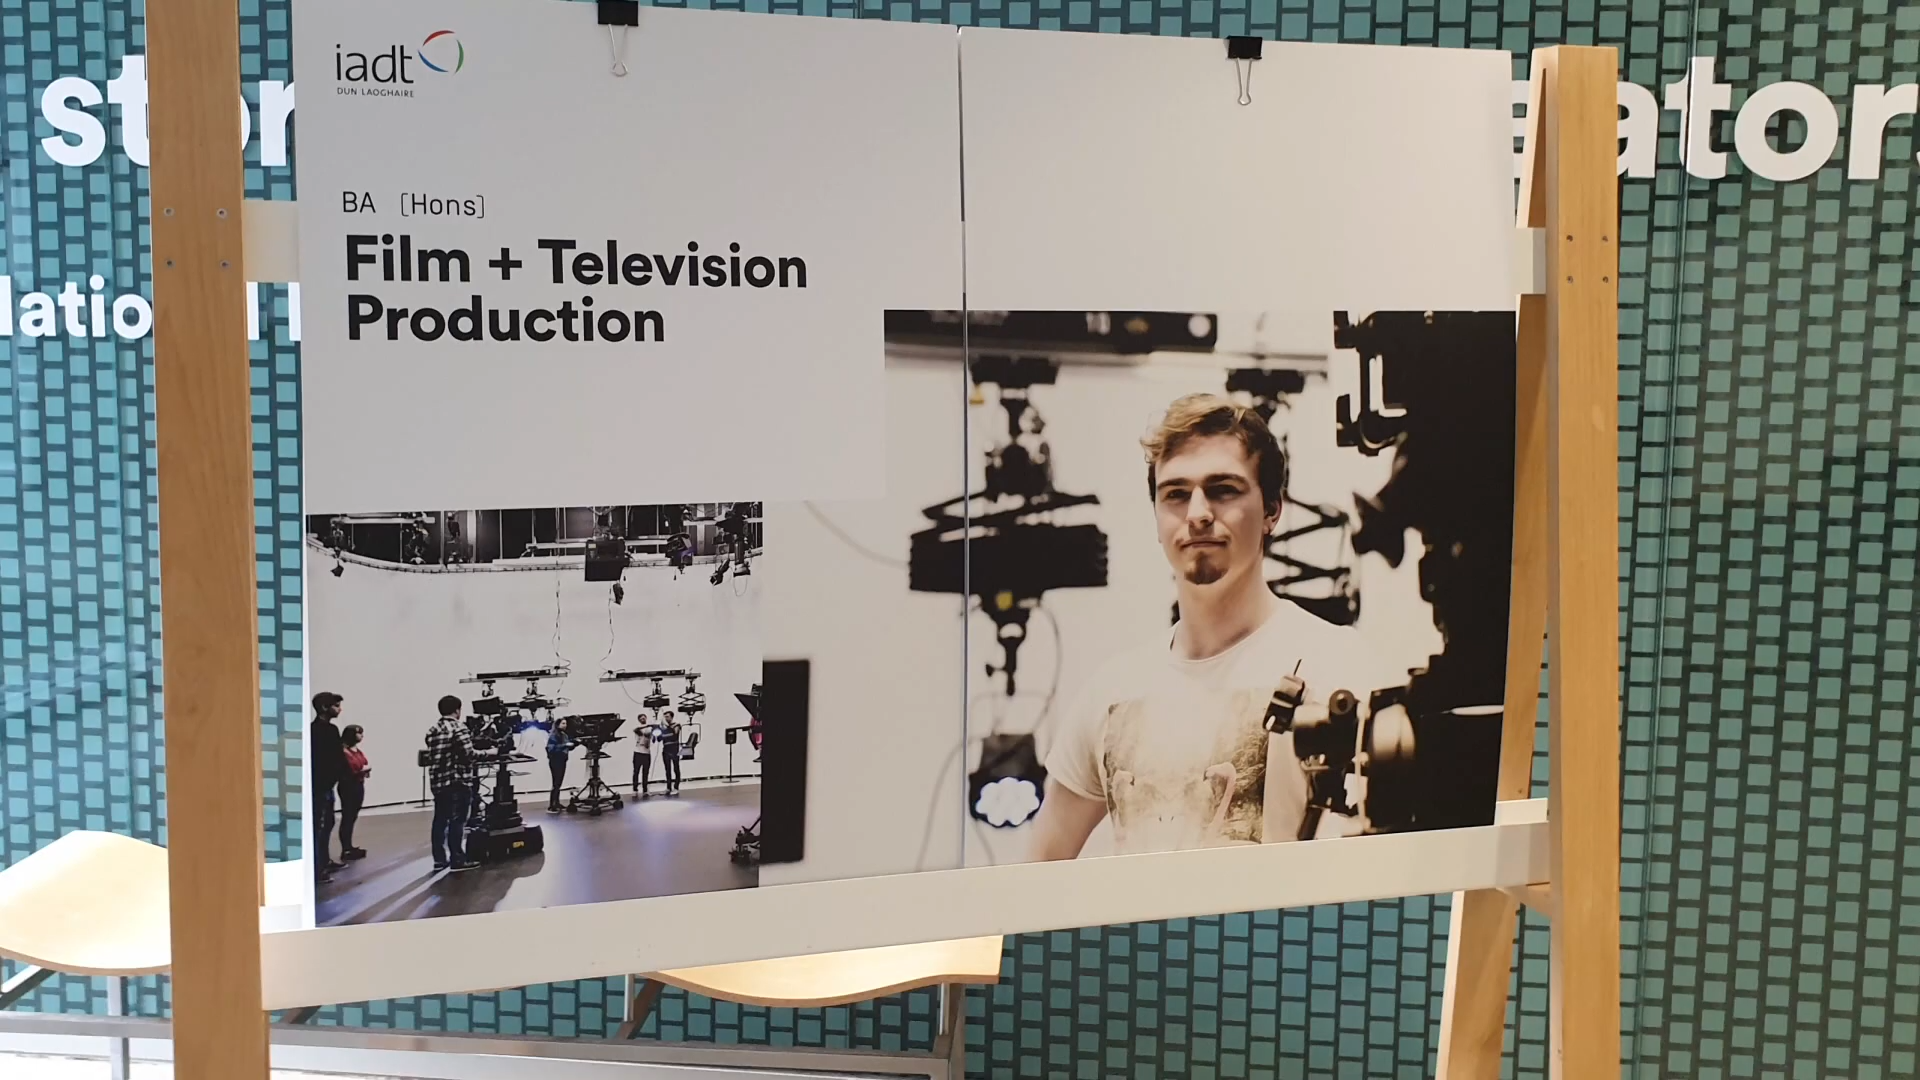 iadt
DUN LAOGHAIRE
BA [Hons]
Film + Television
Production